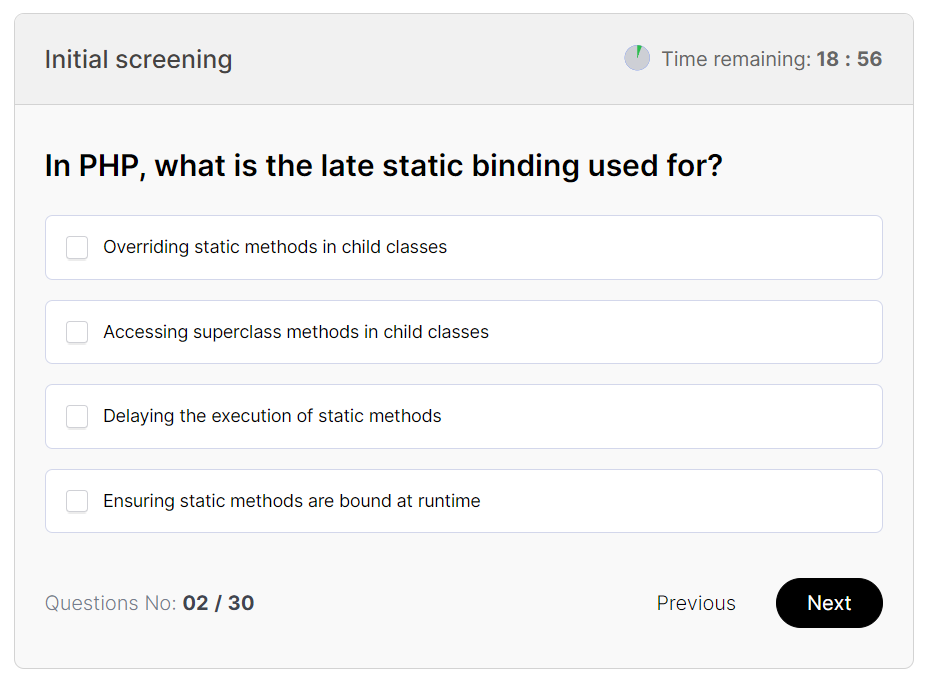 Initial screening
Time remaining: 18 : 56
In PHP, what is the late static binding used for?
Overriding static methods in child classes
Accessing superclass methods in child classes
Delaying the execution of static methods
Ensuring static methods are bound at runtime
Questions No: 02 / 30
Previous
Next